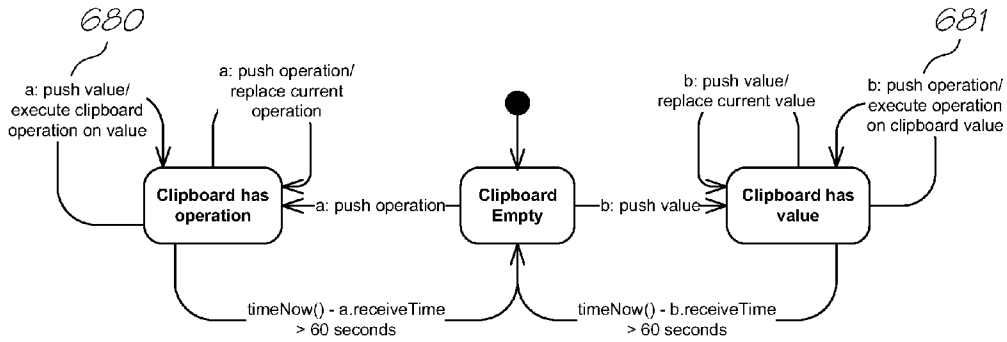 680
681
a: push value/
execute clipboard
operation on value
a: push operation/
replace current
operation
b: push value/
replace current value
b: push operation/
execute operation
on clipboard value
Clipboard has
operation
a: push operation
Clipboard
Empty
b: push value
Clipboard has
value
timeNow() - a.receiveTime
> 60 seconds
timeNow() - b.receiveTime
> 60 seconds